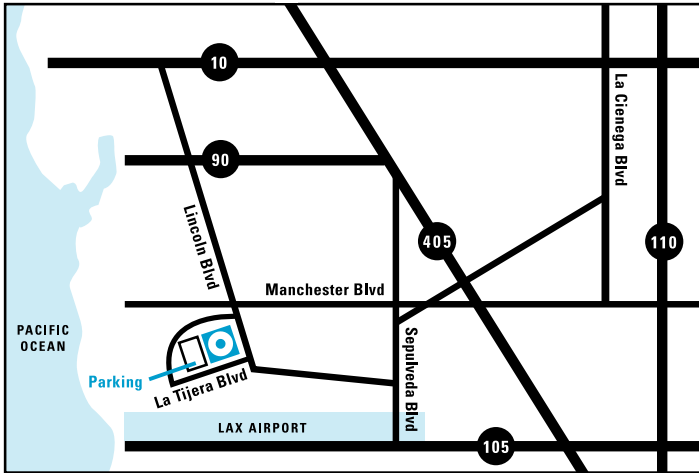 10
La Cienega Blvd
90
Lincoln Blvd
405
110
Manchester Blvd
PACIFIC
OCEAN
Parking
La Tijera Blvd
Sepulveda Blvd
LAX AIRPORT
105